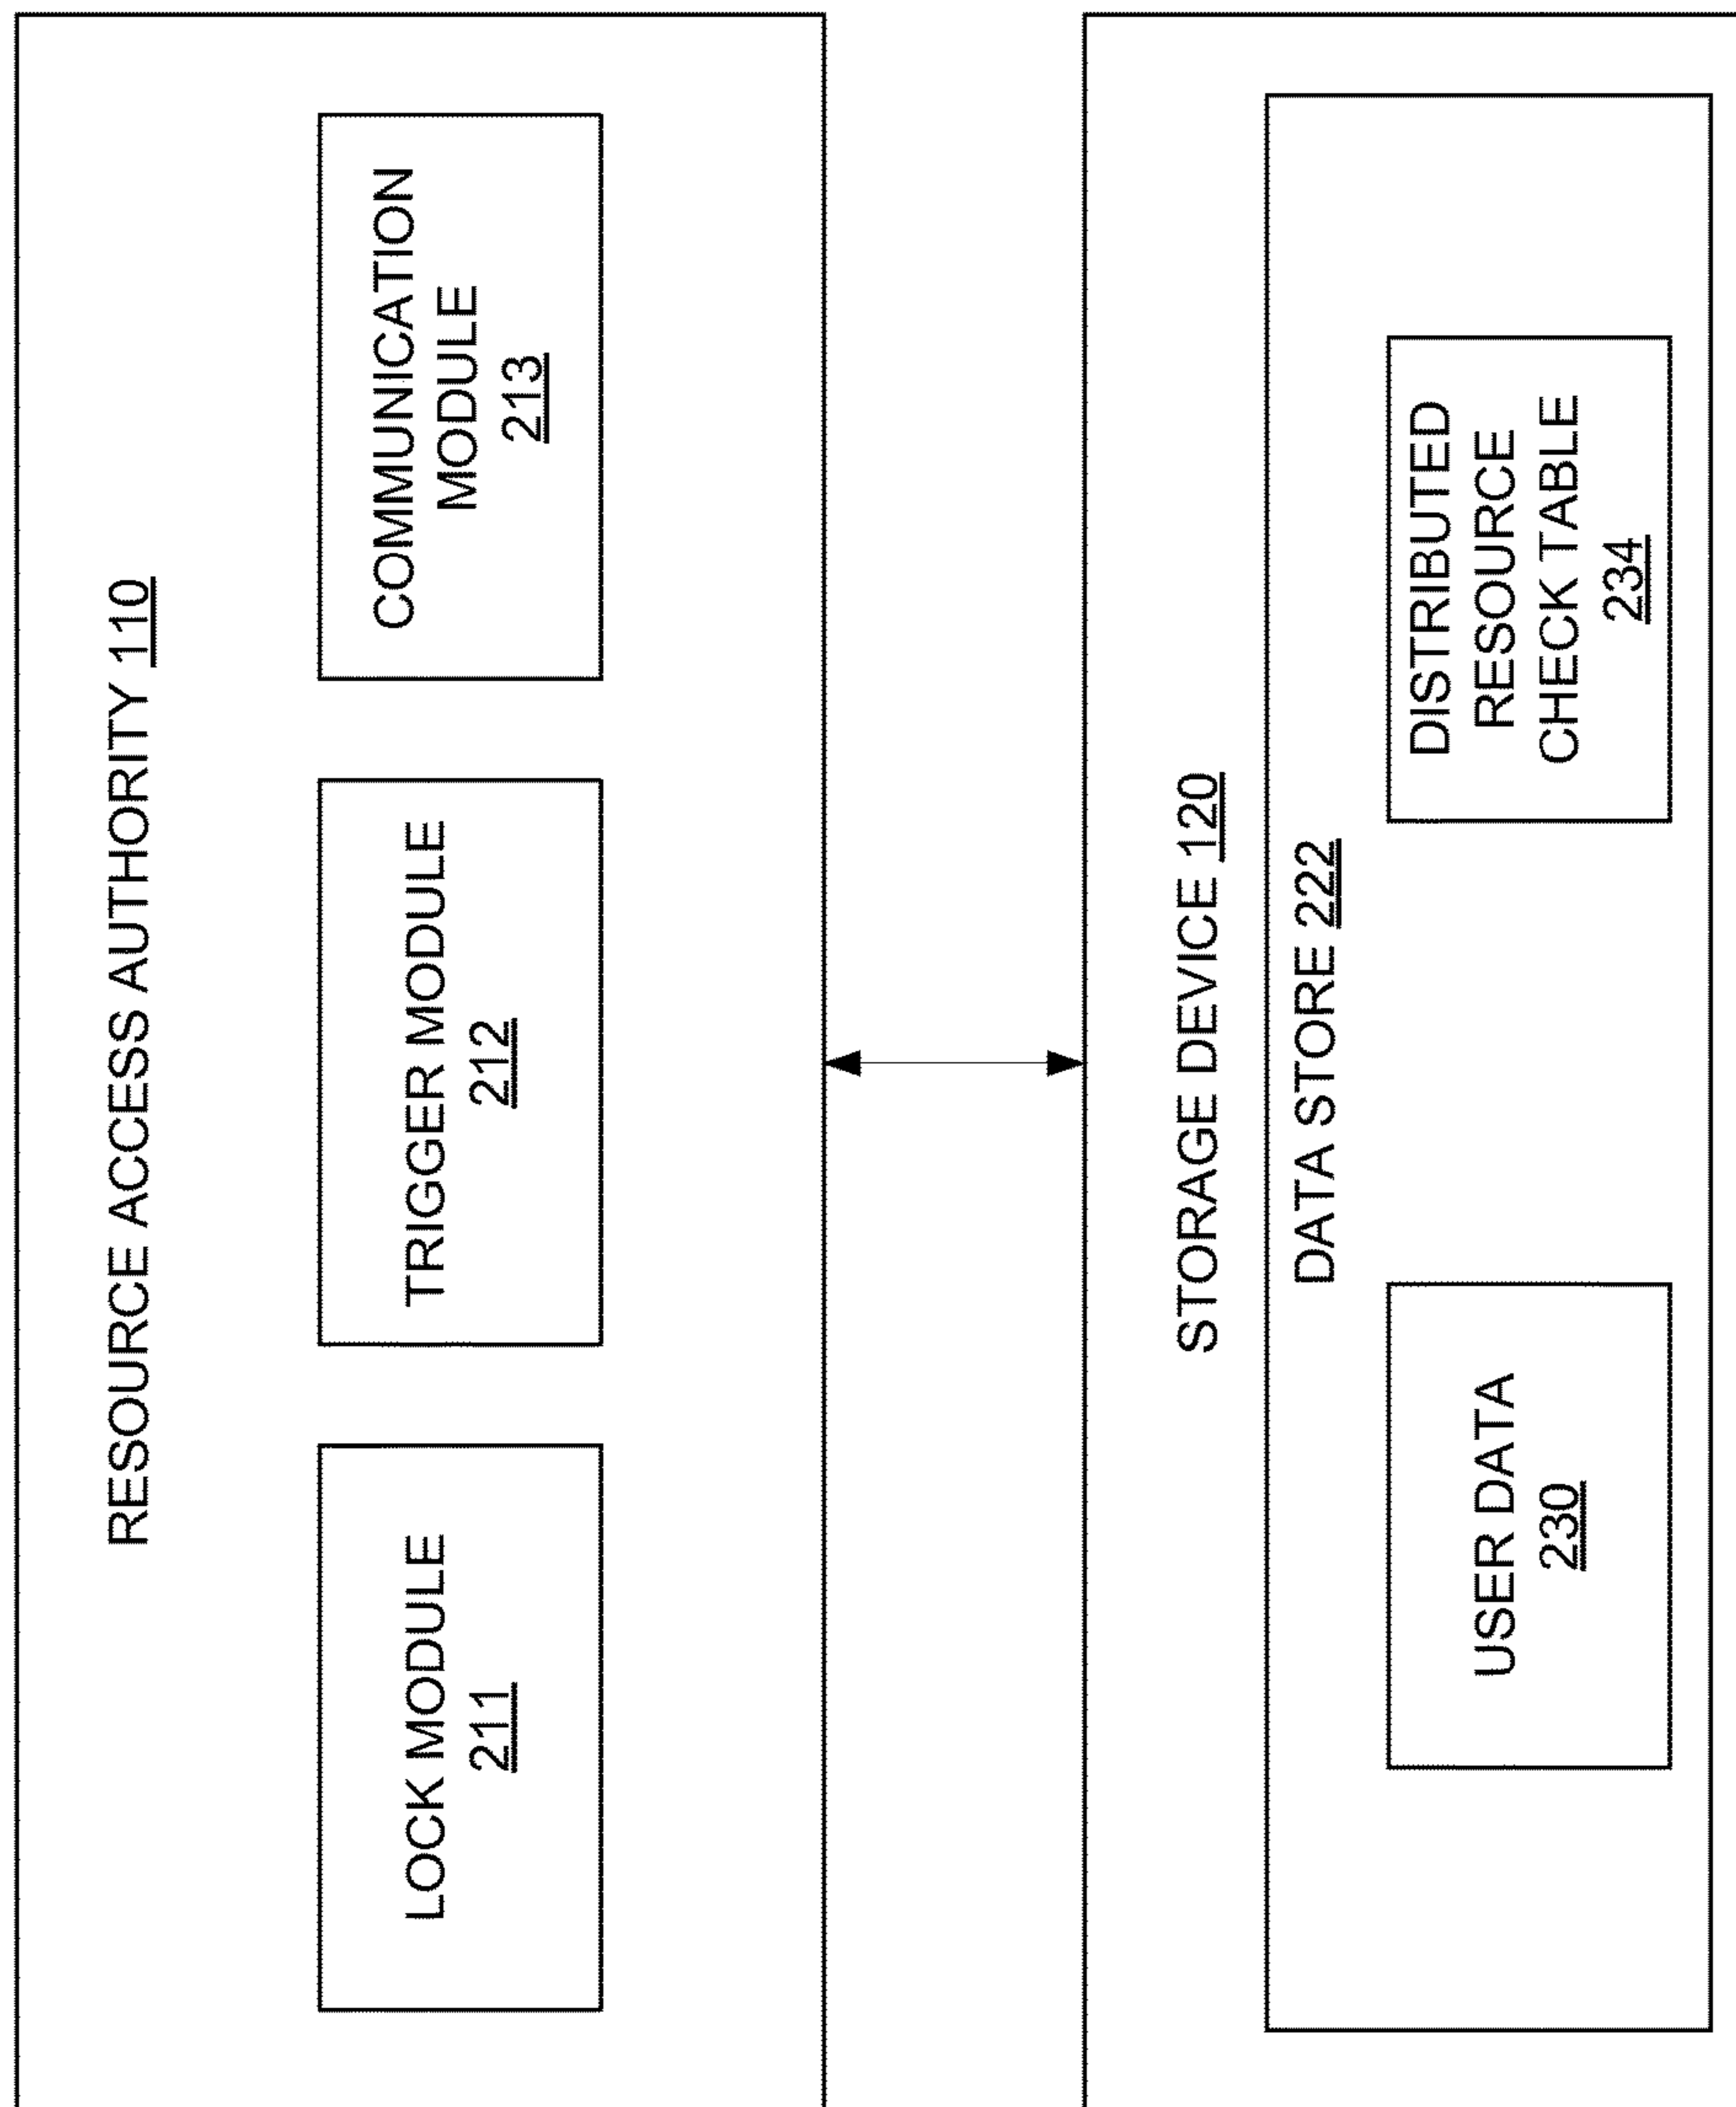 RESOURCE ACCESS AUTHORITY 110
LOCK MODULE
211
TRIGGER MODULE
212
COMMUNICATION
MODULE
213
STORAGE DEVICE 120
DATA STORE 222
USER DATA
230
DISTRIBUTED
RESOURCE
CHECK TABLE
234